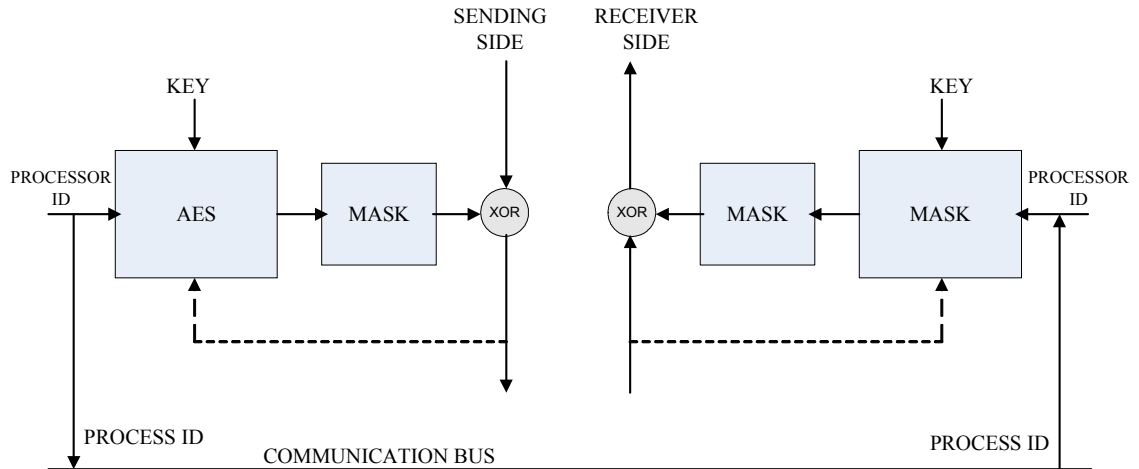 SENDING
SIDE
RECEIVER
SIDE
KEY
KEY
PROCESSOR
ID
AES
MASK
XOR
XOR
MASK
MASK
PROCESSOR
ID
PROCESS ID
COMMUNICATION BUS
PROCESS ID